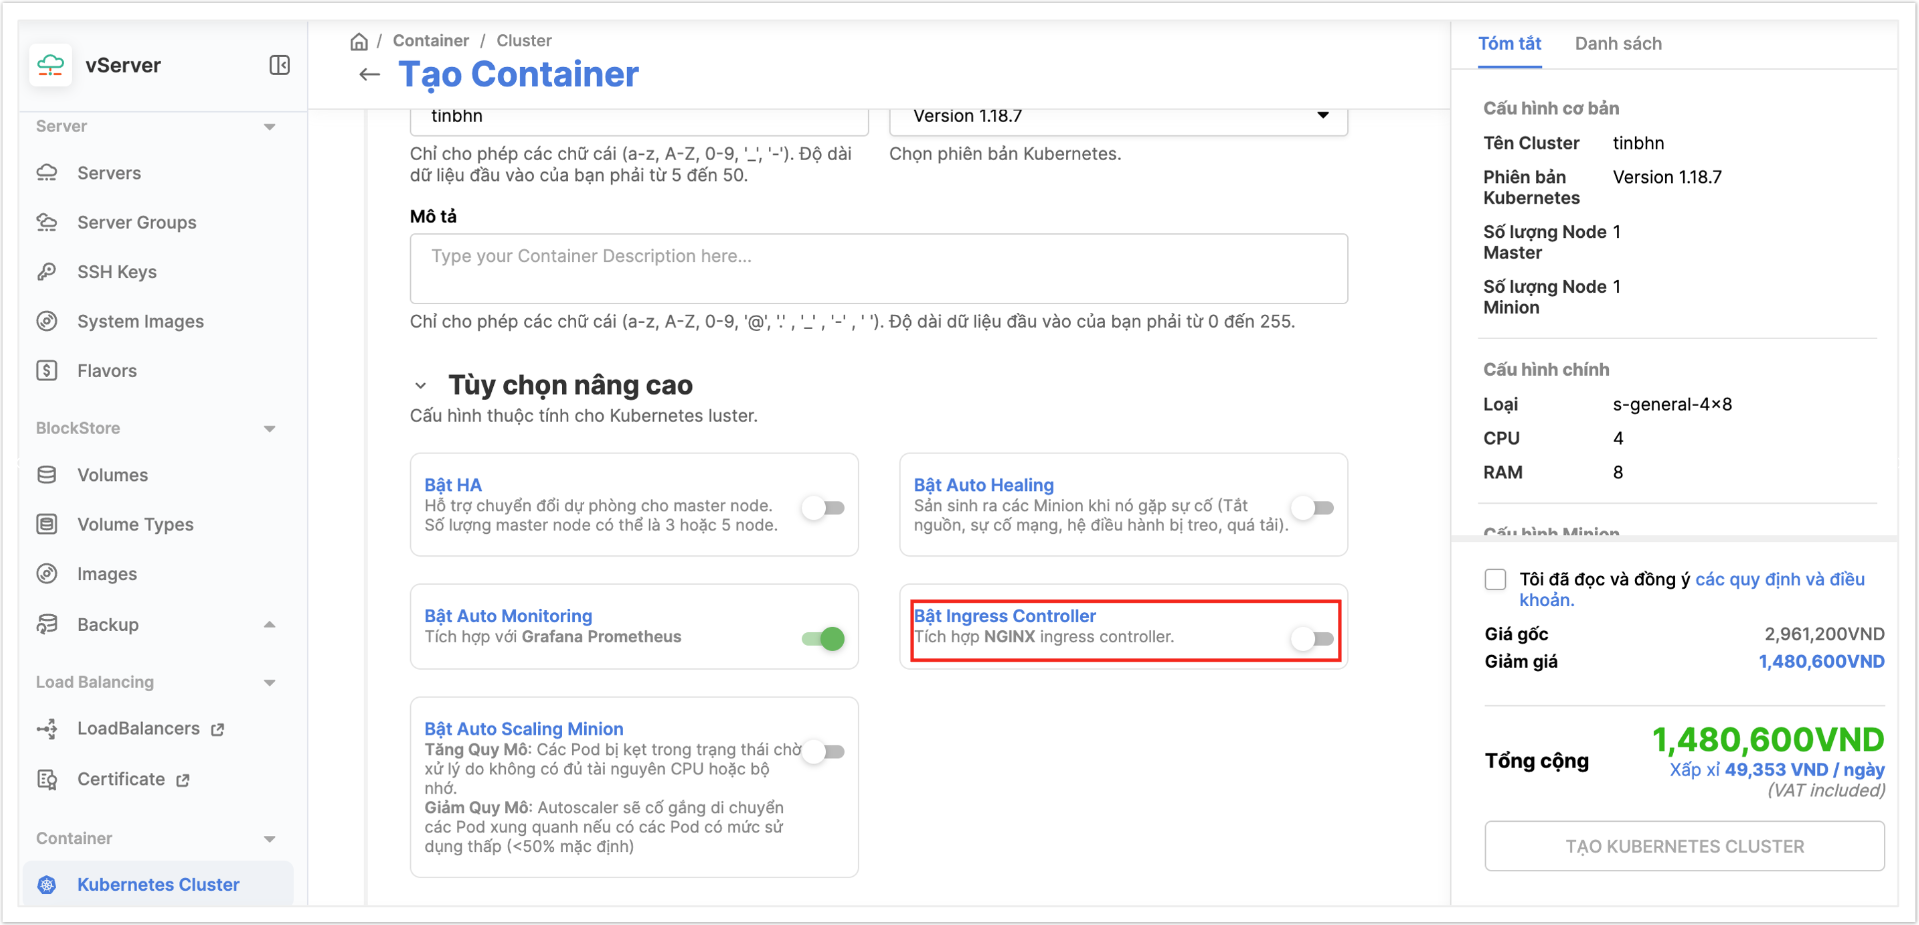 vServer
Server
Servers
Server Groups
SSH Keys
System Images
Flavors
BlockStore
Volumes
Volume Types
Images
Backup
Load Balancing
LoadBalancers
Certificate
Container
Kubernetes Cluster
/ Container / Cluster
Tạo Container
tinbhn
Version 1.18.7
Chỉ cho phép các chữ cái (a-z, A-Z, 0-9, '_', '-'). Độ dài
dữ liệu đầu vào của bạn phải từ 5 đến 50.
Chọn phiên bản Kubernetes.
Mô tả
Type your Container Description here...
Chỉ cho phép các chữ cái (a-z, A-Z, 0-9, '@', '.' , '_' , '-' , ' '). Độ dài dữ liệu đầu vào của bạn phải từ 0 đến 255.
Tùy chọn nâng cao
Cấu hình thuộc tính cho Kubernetes luster.
Bật HA
Hỗ trợ chuyển đổi dự phòng cho master node.
Số lượng master node có thể là 3 hoặc 5 node.
Bật Auto Healing
Sản sinh ra các Minion khi nó gặp sự cố (Tắt
nguồn, sự cố mạng, hệ điều hành bị treo, quá tải).
Bật Auto Monitoring
Tích hợp với Grafana Prometheus
Bật Ingress Controller
Tích hợp NGINX ingress controller.
Bật Auto Scaling Minion
Tăng Quy Mô: Các Pod bị kẹt trong trạng thái chờ
xử lý do không có đủ tài nguyên CPU hoặc bộ
nhớ.
Giảm Quy Mô: Autoscaler sẽ cố gắng di chuyển
các Pod xung quanh nếu có các Pod có mức sử
dụng thấp (<50% mặc định)
Tóm tắt
Danh sách
Cấu hình cơ bản
Tên Cluster tinbhn
Phiên bản Version 1.18.7
Kubernetes
Số lượng Node 1
Master
Số lượng Node 1
Minion
Cấu hình chính
Loại s-general-4x8
CPU 4
RAM 8
Cấu hình Minion
Tôi đã đọc và đồng ý các quy định và điều
khoản.
Giá gốc 2,961,200VND
Giảm giá 1,480,600VND
Tổng cộng
1,480,600VND
Xấp xỉ 49,353 VND / ngày
(VAT included)
TẠO KUBERNETES CLUSTER